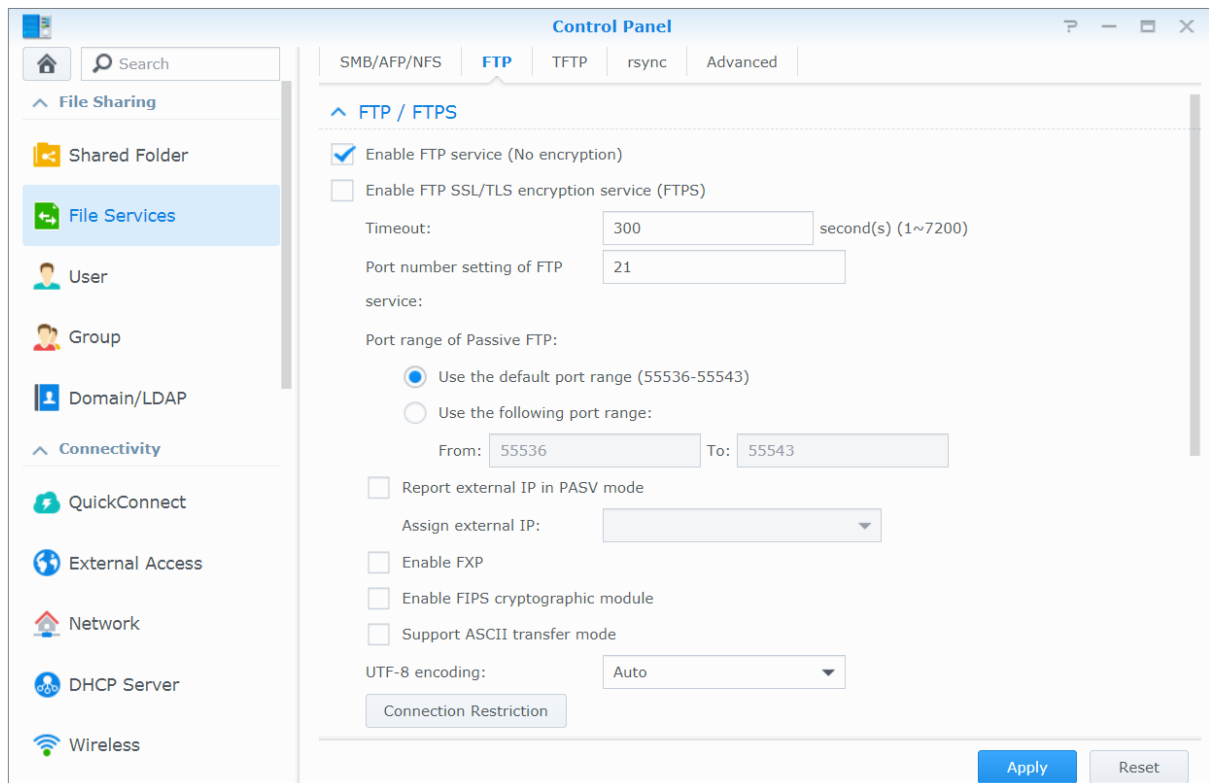 Control Panel
Search
File Sharing
Shared Folder
File Services
User
Group
Domain/LDAP
Connectivity
QuickConnect
External Access
Network
DHCP Server
Wireless
SMB/AFP/NFS FTP TFTP rsync Advanced
FTP / FTPS
Enable FTP service (No encryption)
Enable FTP SSL/TLS encryption service (FTPS)
Timeout: 300 second(s) (1~7200)
Port number setting of FTP 21
service:
Port range of Passive FTP:
Use the default port range (55536-55543)
Use the following port range:
From: 55536 To: 55543
Report external IP in PASV mode
Assign external IP:
Enable FXP
Enable FIPS cryptographic module
Support ASCII transfer mode
UTF-8 encoding: Auto
Connection Restriction
Apply Reset